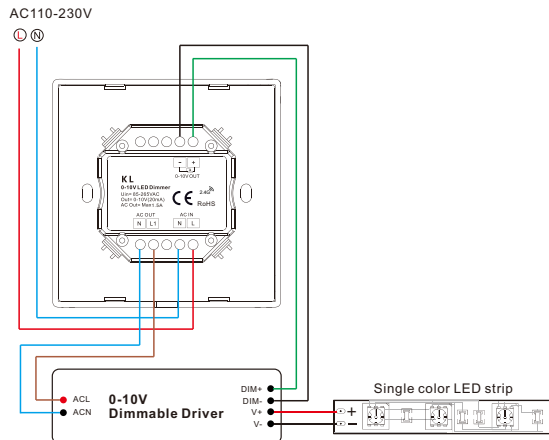 AC110-230V
L N
- +
0-10V OUT
KL
0-10V LED Dimmer
Uin= 85-265VAC
Out= 0-10V(20mA)
AC Out= Max 1.5A
CE 2.4G
RoHS
AC OUT AC IN
N L1 N L
ACL
ACN
0-10V
Dimmable Driver
DIM+
DIM-
V+
V-
Single color LED strip
+
-